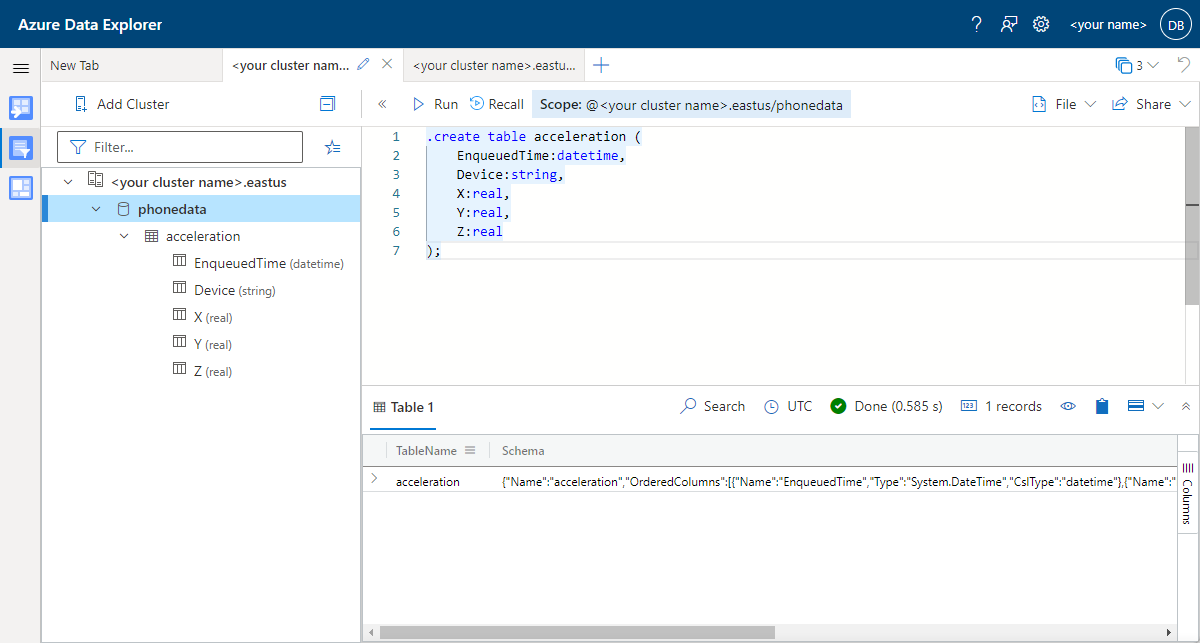 Azure Data Explorer
? <your name> DB
New Tab
<your cluster nam...
<your cluster name>.eastu...
3
Add Cluster
Run Recall Scope: @<your cluster name>.eastus/phonedata File Share
Filter...
<your cluster name>.eastus
phonedata
acceleration
EnqueuedTime (datetime)
Device (string)
X (real)
Y (real)
Z (real)
1 .create table acceleration (
2 EnqueuedTime:datetime,
3 Device:string,
4 X:real,
5 Y:real,
6 Z:real
7 );
Table 1 Search UTC Done (0.585 s) 123 1 records
TableName Schema
acceleration {"Name":"acceleration","OrderedColumns":[{"Name":"EnqueuedTime","Type":"System.DateTime","CslType":"datetime"},{"Name":"
Columns